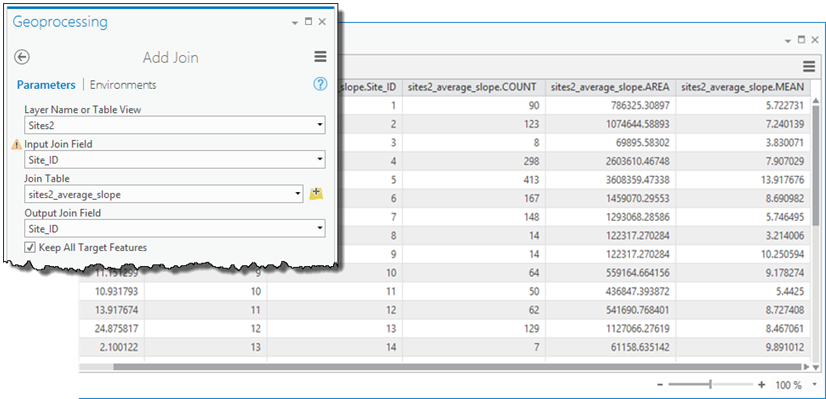 Geoprocessing
Add Join
Parameters | Environments
Layer Name or Table View
Sites2
Input Join Field
Site_ID
Join Table
sites2_average_slope
Output Join Field
Site_ID
Keep All Target Features
_slope.Site_ID sites2_average_slope.COUNT sites2_average_slope.AREA sites2_average_slope.MEAN
1 90 786325.30897 5.722731
2 123 1074644.58893 7.240139
3 8 69895.58302 3.830071
4 298 2603610.46748 7.907029
5 413 3608359.47338 13.917676
6 167 1459070.29553 8.690982
7 148 1293068.28586 5.746495
8 14 122317.270284 3.214006
9 14 122317.270284 10.250594
11.151299 9 10 64 559164.664156 9.178274
10.931793 10 11 50 436847.393872 5.4425
13.917674 11 12 62 541690.768401 8.727408
24.875817 12 13 129 1127066.27619 8.467061
2.100122 13 14 7 61158.635142 9.891012
100 %